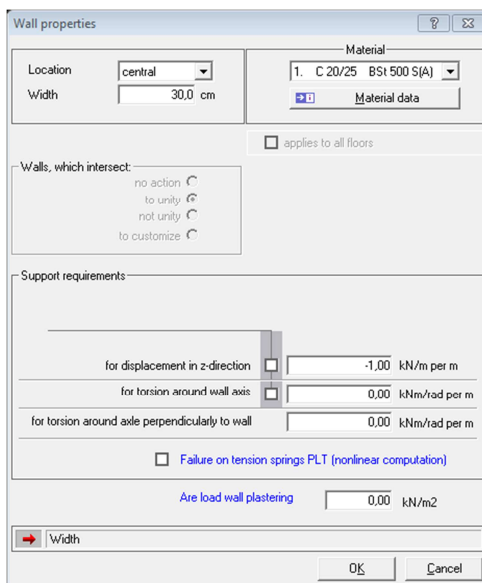 Wall properties
Location central
Width 30,0 cm
Material
1. C 20/25 BSt 500 S(A)
Material data
applies to all floors
Walls, which intersect:
no action
to unity
not unity
to customize
Support requirements
for displacement in z-direction -1,00 kN/m per m
for torsion around wall axis 0,00 kNm/rad per m
for torsion around axle perpendicularly to wall 0,00 kNm/rad per m
Failure on tension springs PLT (nonlinear computation)
Are load wall plastering 0,00 kN/m2
Width
OK Cancel